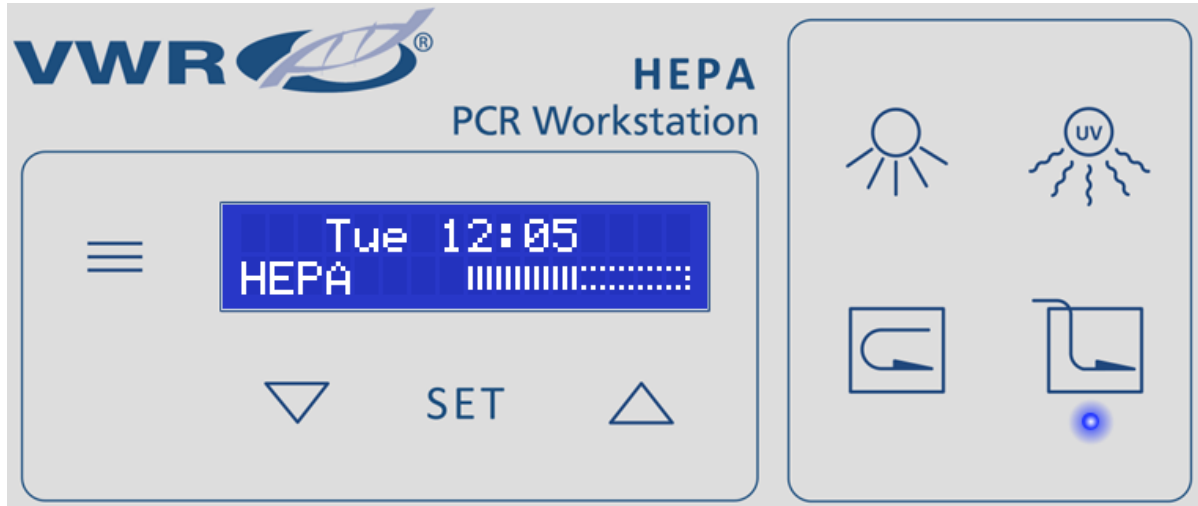 VWR®
HEPA
PCR Workstation
Tue 12:05
HEPA
SET
UV